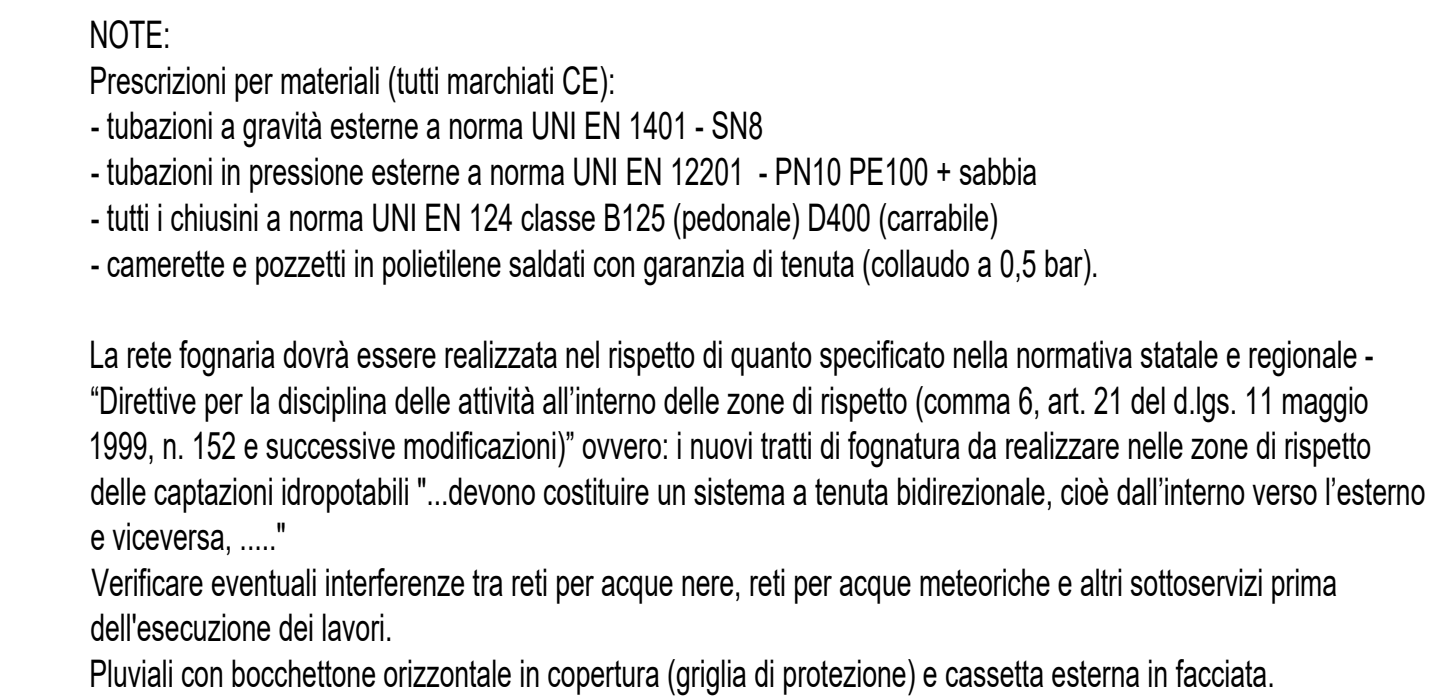 NOTE:
Prescrizioni per materiali (tutti marchiati CE):
- tubazioni a gravità esterne a norma UNI EN 1401 - SN8
- tubazioni in pressione esterne a norma UNI EN 12201  - PN10 PE100 + sabbia
- tutti i chiusini a norma UNI EN 124 classe B125 (pedonale) D400 (carrabile)
- camerette e pozzetti in polietilene saldati con garanzia di tenuta (collaudo a 0,5 bar).
La rete fognaria dovrà essere realizzata nel rispetto di quanto specificato nella normativa statale e regionale -
“Direttive per la disciplina delle attività all’interno delle zone di rispetto (comma 6, art. 21 del d.lgs. 11 maggio
1999, n. 152 e successive modificazioni)” ovvero: i nuovi tratti di fognatura da realizzare nelle zone di rispetto
delle captazioni idropotabili "...devono costituire un sistema a tenuta bidirezionale, cioè dall’interno verso l’esterno
e viceversa, ....."
Verificare eventuali interferenze tra reti per acque nere, reti per acque meteoriche e altri sottoservizi prima
dell'esecuzione dei lavori.
Pluviali con bocchettone orizzontale in copertura (griglia di protezione) e cassetta esterna in facciata.